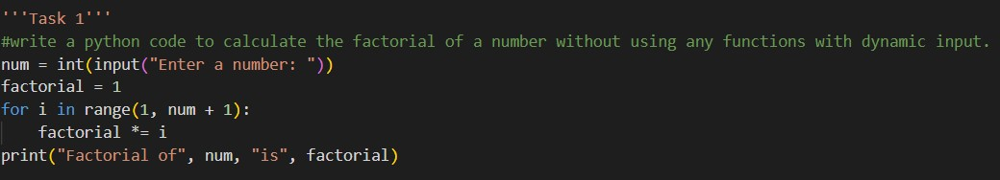 '''Task 1'''
#write a python code to calculate the factorial of a number without using any functions with dynamic input.
num = int(input("Enter a number: "))
factorial = 1
for i in range(1, num + 1):
    factorial *= i
print("Factorial of", num, "is", factorial)